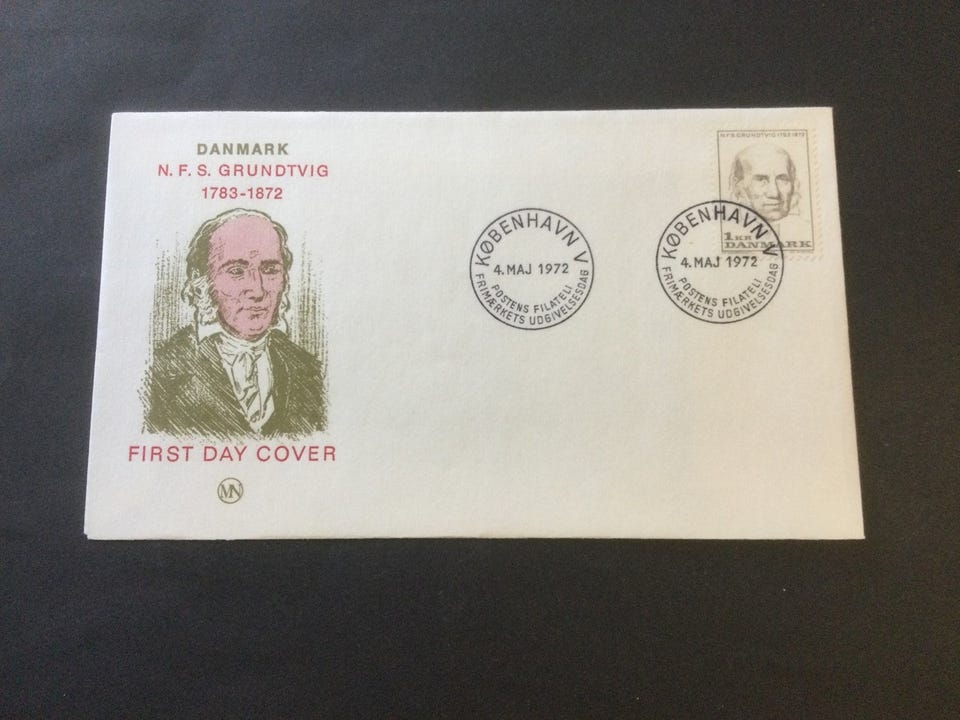 DANMARK
N. F. S. GRUNDTVIG
1783-1872
FIRST DAY COVER
MN
KØBENHAVN V
4. MAJ 1972
POSTENS FILATELI
FRIMÆRKETS UDGIVELSESDAG
N·F·S·GRUNDTVIG 1783·1872
1 KR
DANMARK
KØBENHAVN V
4. MAJ 1972
POSTENS FILATELI
FRIMÆRKETS UDGIVELSESDAG